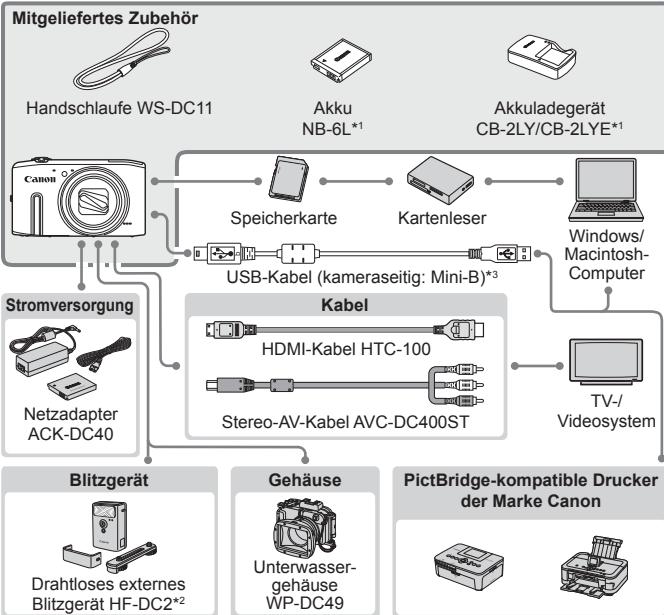 Mitgeliefertes Zubehör
Handschlaufe WS-DC11
Akku
NB-6L*1
Akkuladegerät
CB-2LY/CB-2LYE*1
Canon
Speicherkarte
Kartenleser
Windows/
Macintosh-
Computer
USB-Kabel (kameraseitig: Mini-B)*3
Stromversorgung
Netzadapter
ACK-DC40
Kabel
HDMI-Kabel HTC-100
Stereo-AV-Kabel AVC-DC400ST
TV-/
Videosystem
Blitzgerät
Drahtloses externes
Blitzgerät HF-DC2*2
Gehäuse
Unterwasser-
gehäuse
WP-DC49
PictBridge-kompatible Drucker
der Marke Canon